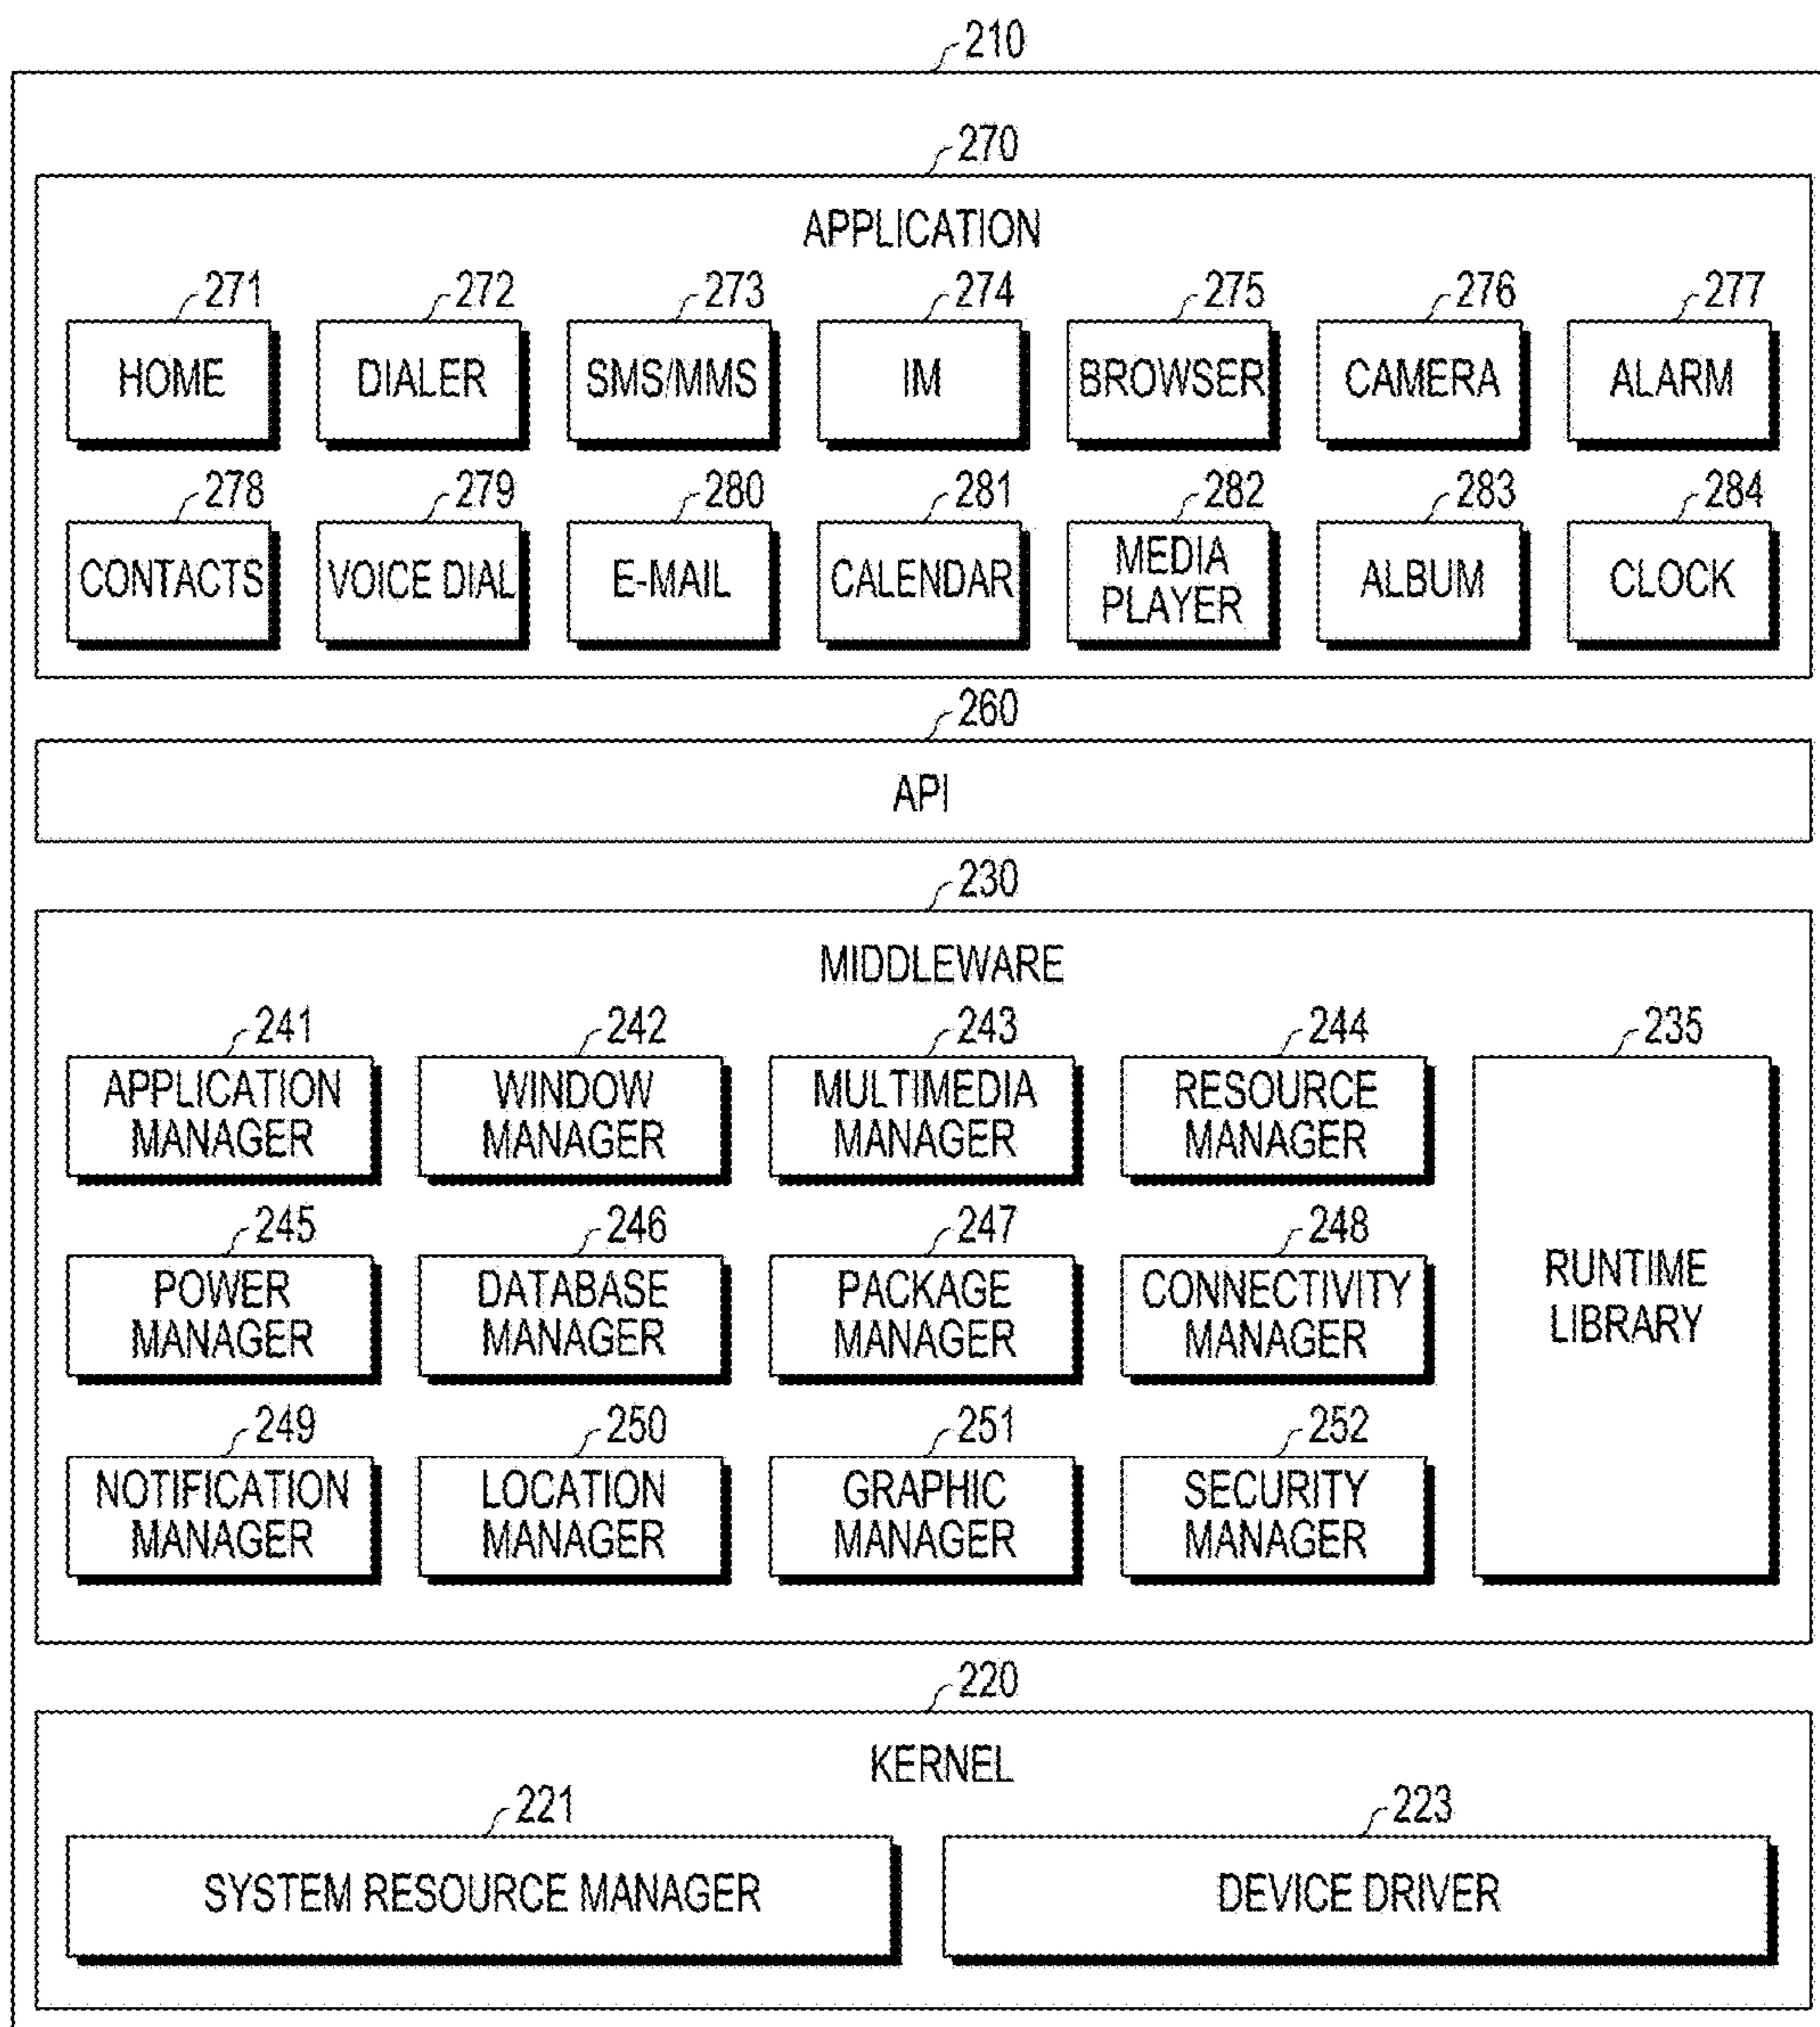 210
270
APPLICATION
271 272 273 274 275 276 277
HOME DIALER SMS/MMS IM BROWSER CAMERA ALARM
278 279 280 281 282 283 284
CONTACTS VOICE DIAL E-MAIL CALENDAR MEDIA PLAYER ALBUM CLOCK
260
API
230
MIDDLEWARE
241 242 243 244 235
APPLICATION MANAGER WINDOW MANAGER MULTIMEDIA MANAGER RESOURCE MANAGER
245 246 247 248
POWER MANAGER DATABASE MANAGER PACKAGE MANAGER CONNECTIVITY MANAGER
RUNTIME LIBRARY
249 250 251 252
NOTIFICATION MANAGER LOCATION MANAGER GRAPHIC MANAGER SECURITY MANAGER
220
KERNEL
221 223
SYSTEM RESOURCE MANAGER DEVICE DRIVER